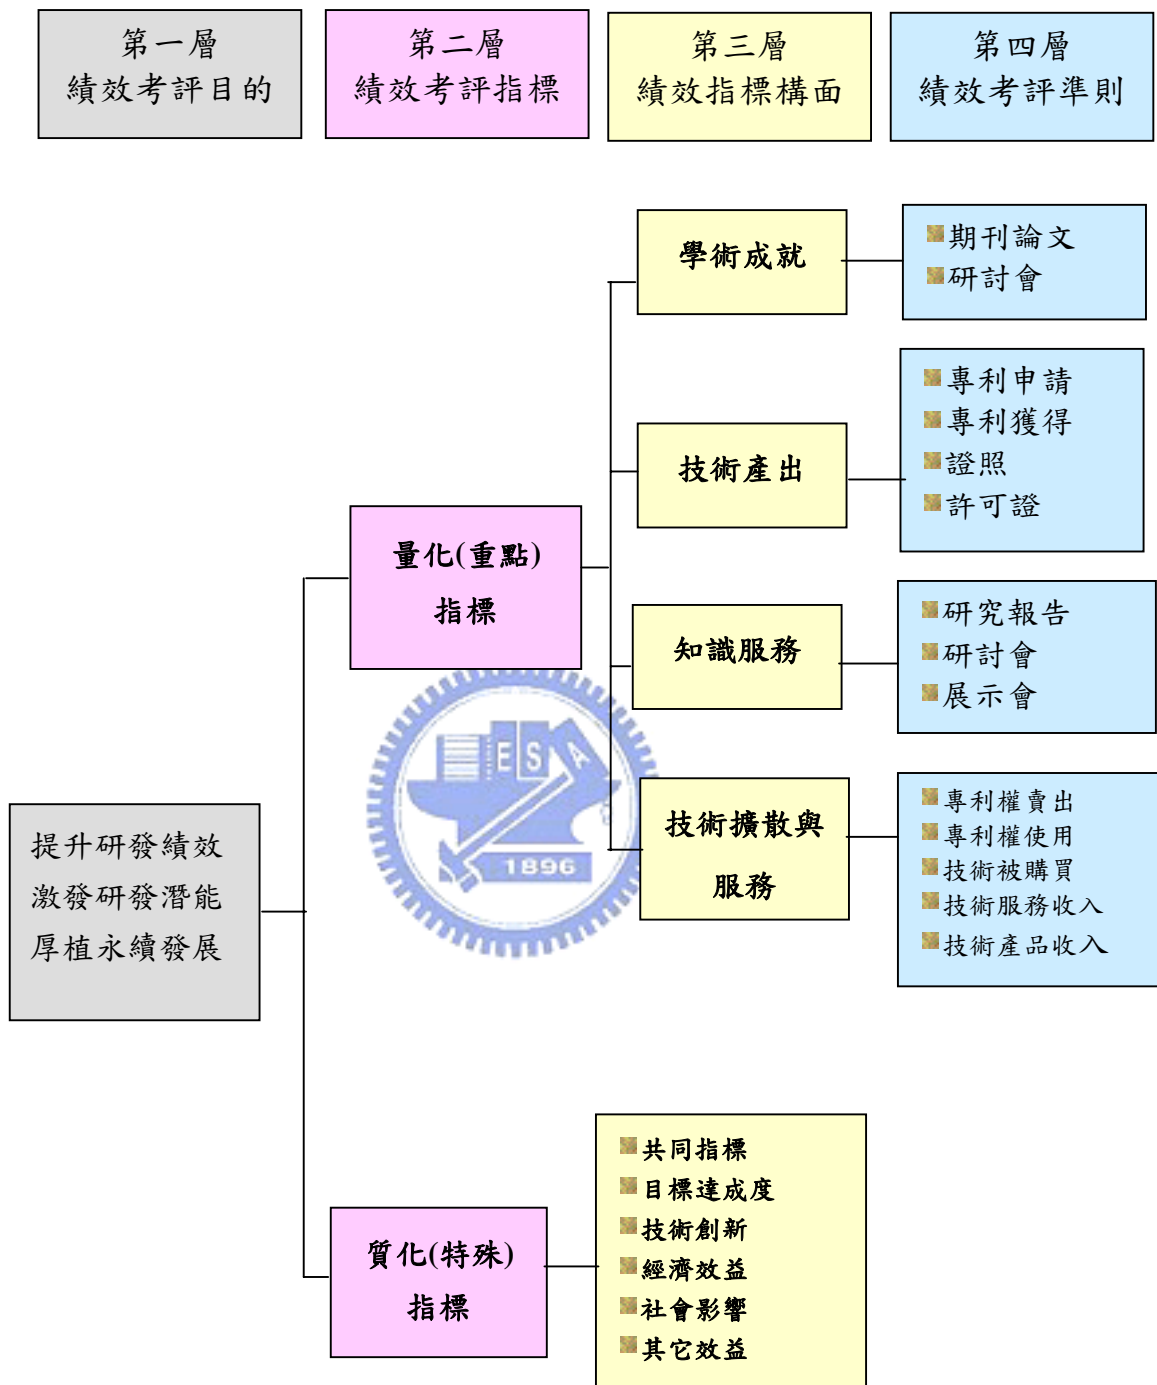 第一層
績效考評目的
第二層
績效考評指標
第三層
績效指標構面
第四層
績效考評準則
提升研發績效
激發研發潛能
厚植永續發展
量化(重點)
指標
學術成就
期刊論文
研討會
技術產出
專利申請
專利獲得
證照
許可證
知識服務
研究報告
研討會
展示會
技術擴散與
服務
專利權賣出
專利權使用
技術被購買
技術服務收入
技術產品收入
質化(特殊)
指標
共同指標
目標達成度
技術創新
經濟效益
社會影響
其它效益
ESA
1896